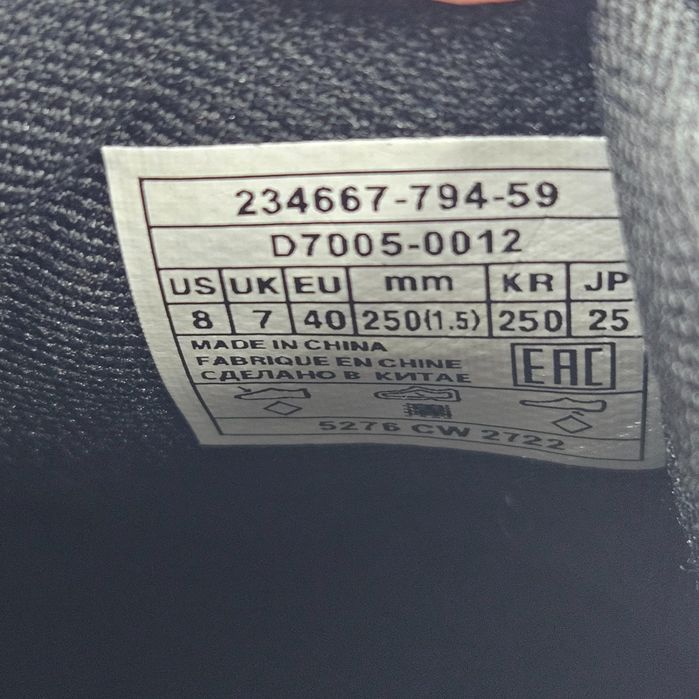 234667-794-59
D7005-0012
US UK EU mm KR JP
8 7 40 250(1.5) 250 25
MADE IN CHINA
FABRIQUE EN CHINE
СДЕЛАНО В КИТАЕ
EAC
5276 CW 2722